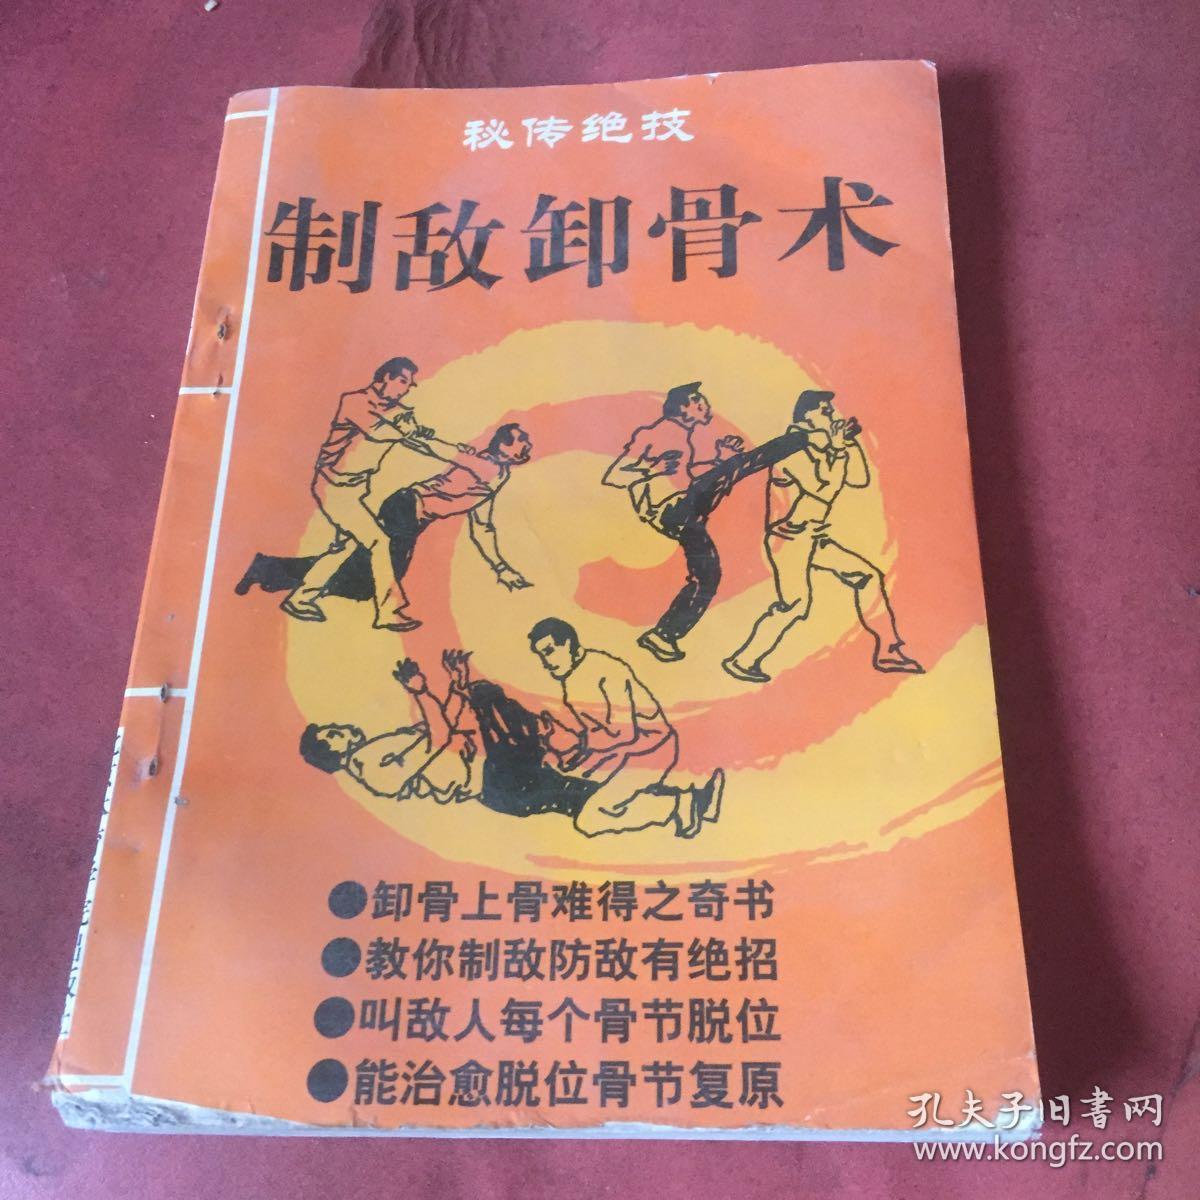 秘传绝技
制敌卸骨术
●卸骨上骨难得之奇书
●教你制敌防敌有绝招
●叫敌人每个骨节脱位
●能治愈脱位骨节复原
孔夫子旧書网
www.kongfz.com